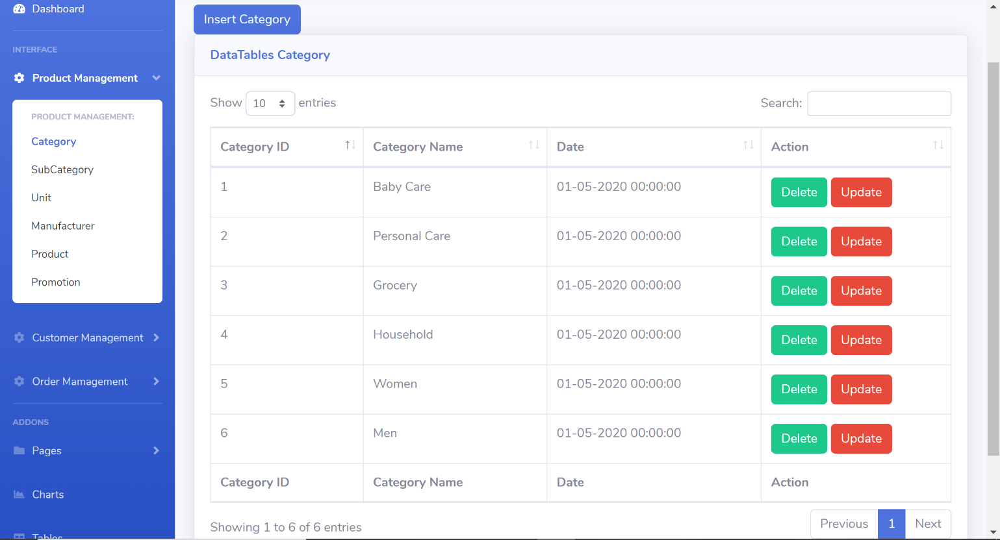 Dashboard
INTERFACE
Product Management
PRODUCT MANAGEMENT:
Category
SubCategory
Unit
Manufacturer
Product
Promotion
Customer Management
Order Mamagement
ADDONS
Pages
Charts
Tables
Insert Category
DataTables Category
Show 10 entries
Search:
Category ID Category Name Date Action
1 Baby Care 01-05-2020 00:00:00 Delete Update
2 Personal Care 01-05-2020 00:00:00 Delete Update
3 Grocery 01-05-2020 00:00:00 Delete Update
4 Household 01-05-2020 00:00:00 Delete Update
5 Women 01-05-2020 00:00:00 Delete Update
6 Men 01-05-2020 00:00:00 Delete Update
Category ID Category Name Date Action
Showing 1 to 6 of 6 entries
Previous 1 Next